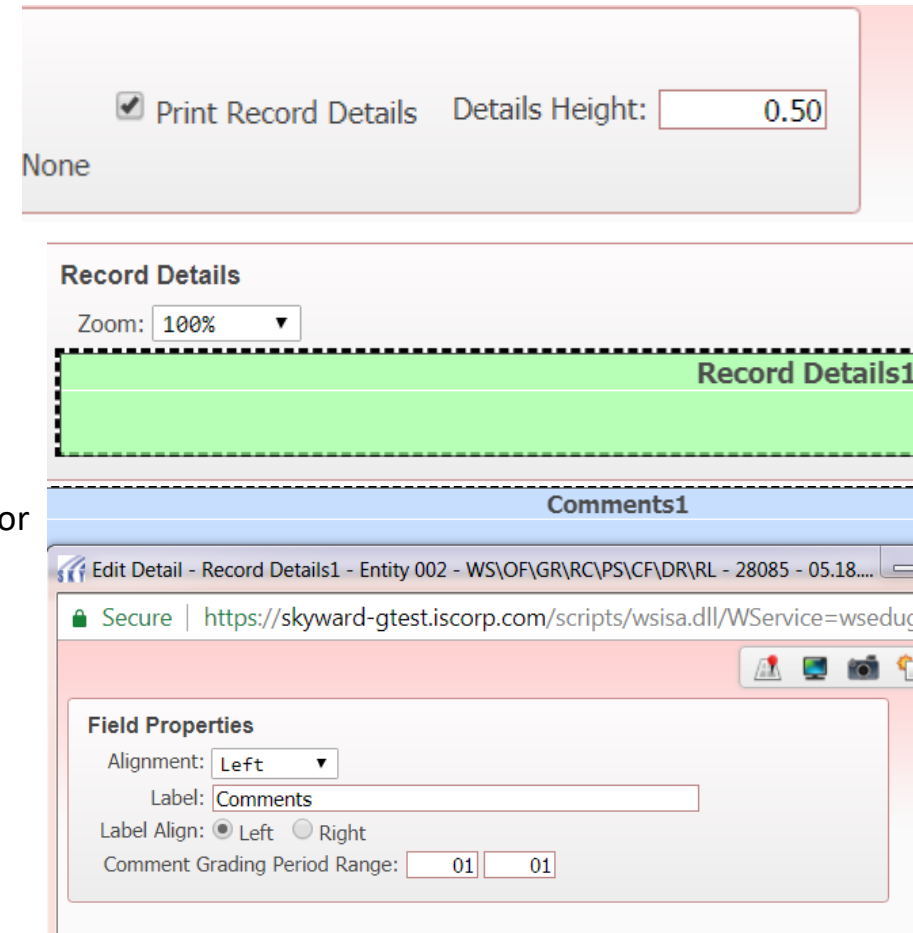 Print Record Details Details Height: 0.50
None
Record Details
Zoom: 100%
Record Details1
Comments1
or
Edit Detail - Record Details1 - Entity 002 - WS\OF\GR\RC\PS\CF\DR\RL - 28085 - 05.18....
Secure | https://skyward-gtest.iscorp.com/scripts/wsisa.dll/WService=wsedug
Field Properties
Alignment: Left
Label: Comments
Label Align: Left Right
Comment Grading Period Range: 01 01